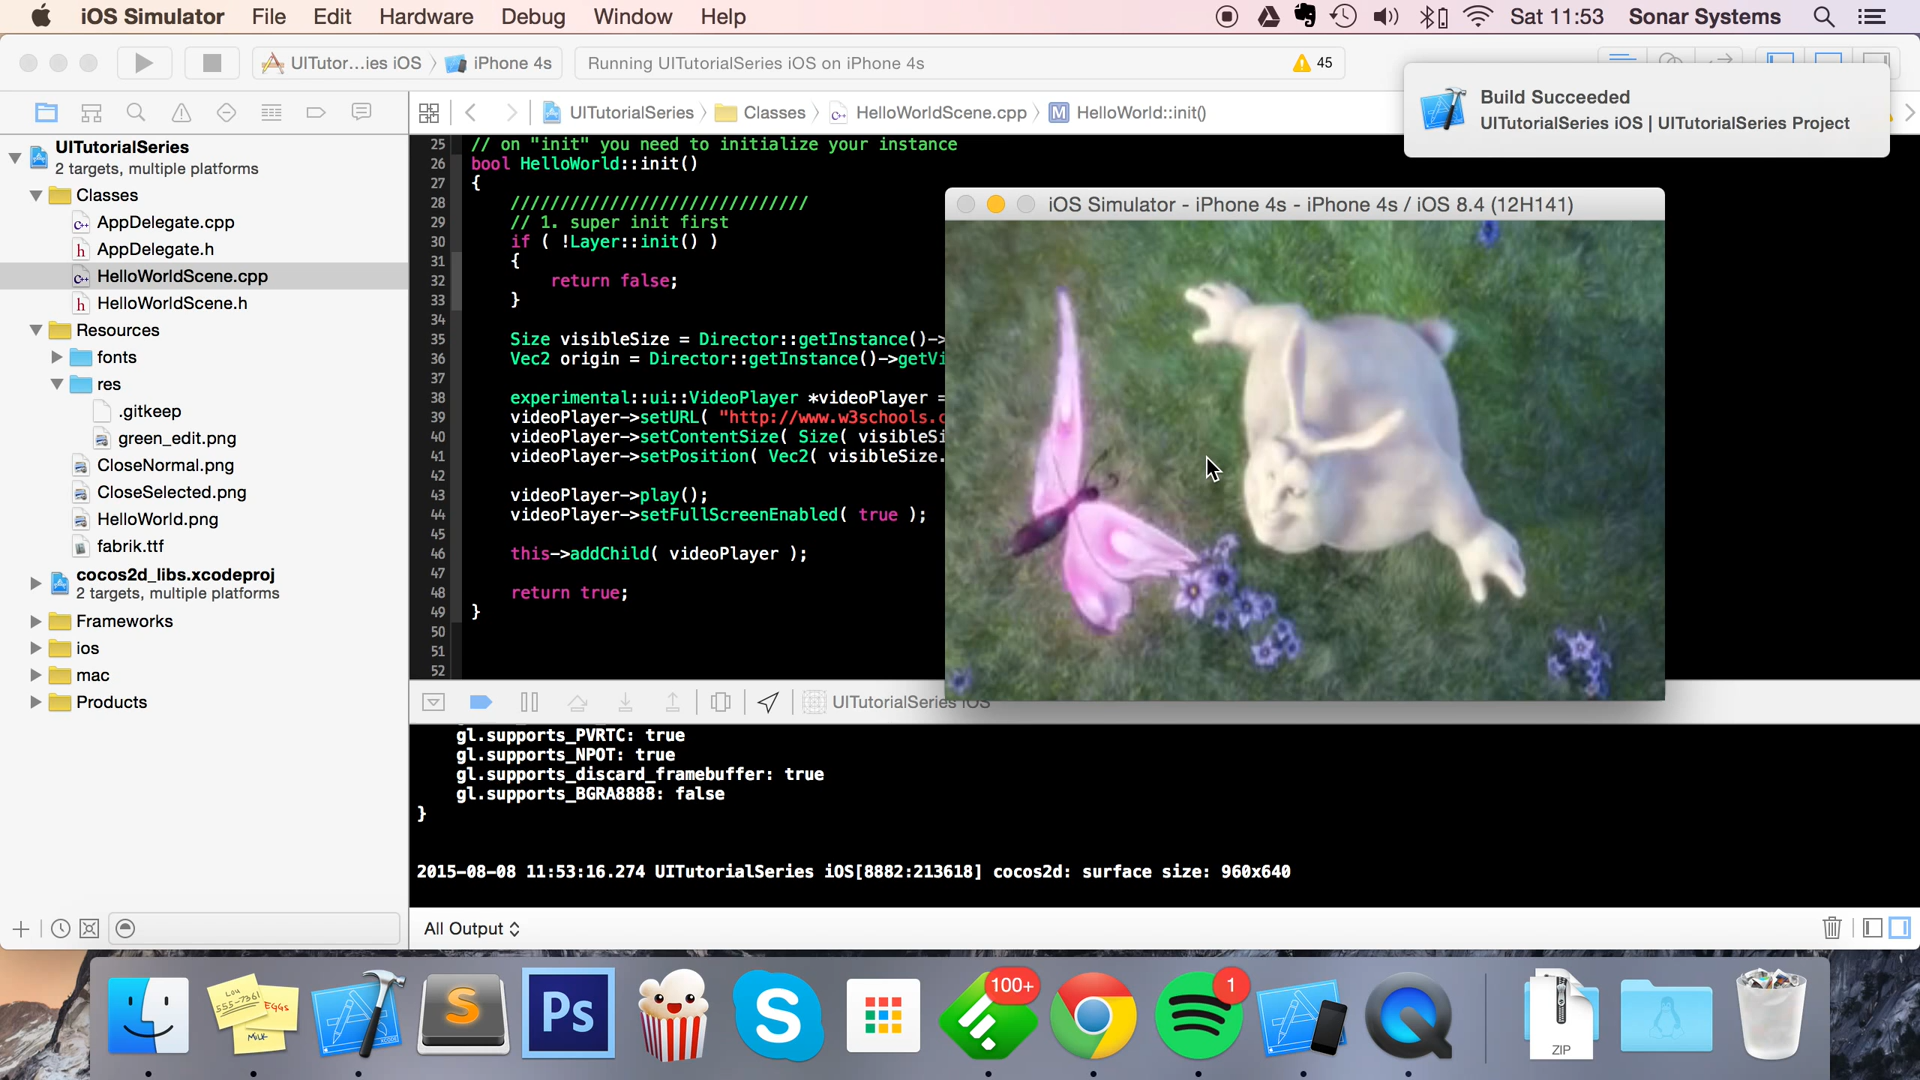 iOS Simulator File Edit Hardware Debug Window Help Sat 11:53 Sonar Systems
UITutor...ies iOS iPhone 4s Running UITutorialSeries iOS on iPhone 4s 45
Build Succeeded
UITutorialSeries iOS | UITutorialSeries Project
UITutorialSeries Classes HelloWorldScene.cpp M HelloWorld::init()
UITutorialSeries
2 targets, multiple platforms
Classes
AppDelegate.cpp
AppDelegate.h
HelloWorldScene.cpp
HelloWorldScene.h
Resources
fonts
res
.gitkeep
green_edit.png
CloseNormal.png
CloseSelected.png
HelloWorld.png
fabrik.ttf
cocos2d_libs.xcodeproj
2 targets, multiple platforms
Frameworks
ios
mac
Products
25 // on "init" you need to initialize your instance
26 bool HelloWorld::init()
27 {
28 //////////////////////////////
29 // 1. super init first
30 if ( !Layer::init() )
31 {
32 return false;
33 }
34
35 Size visibleSize = Director::getInstance()->
36 Vec2 origin = Director::getInstance()->getVi
37
38 experimental::ui::VideoPlayer *videoPlayer =
39 videoPlayer->setURL( "http://www.w3schools.c
40 videoPlayer->setContentSize( Size( visibleSi
41 videoPlayer->setPosition( Vec2( visibleSize.
42
43 videoPlayer->play();
44 videoPlayer->setFullScreenEnabled( true );
45
46 this->addChild( videoPlayer );
47
48 return true;
49 }
50
51
52
iOS Simulator - iPhone 4s - iPhone 4s / iOS 8.4 (12H141)
UITutorialSeries iOS
gl.supports_PVRTC: true
gl.supports_NPOT: true
gl.supports_discard_framebuffer: true
gl.supports_BGRA8888: false
}
2015-08-08 11:53:16.274 UITutorialSeries iOS[8882:213618] cocos2d: surface size: 960x640
All Output
LOU
555-7361
EGGS
MILK
S
Ps
S
100+
1
ZIP